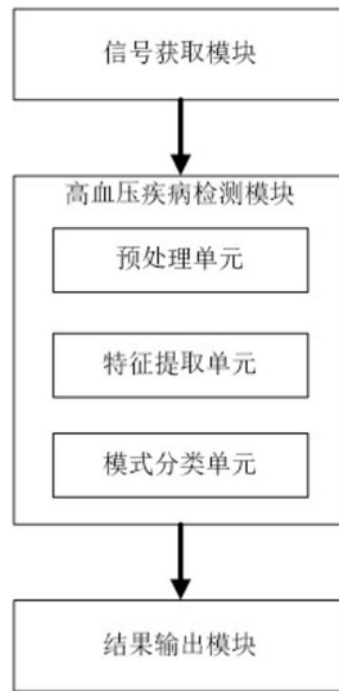 信号获取模块
高血压疾病检测模块
预处理单元
特征提取单元
模式分类单元
结果输出模块